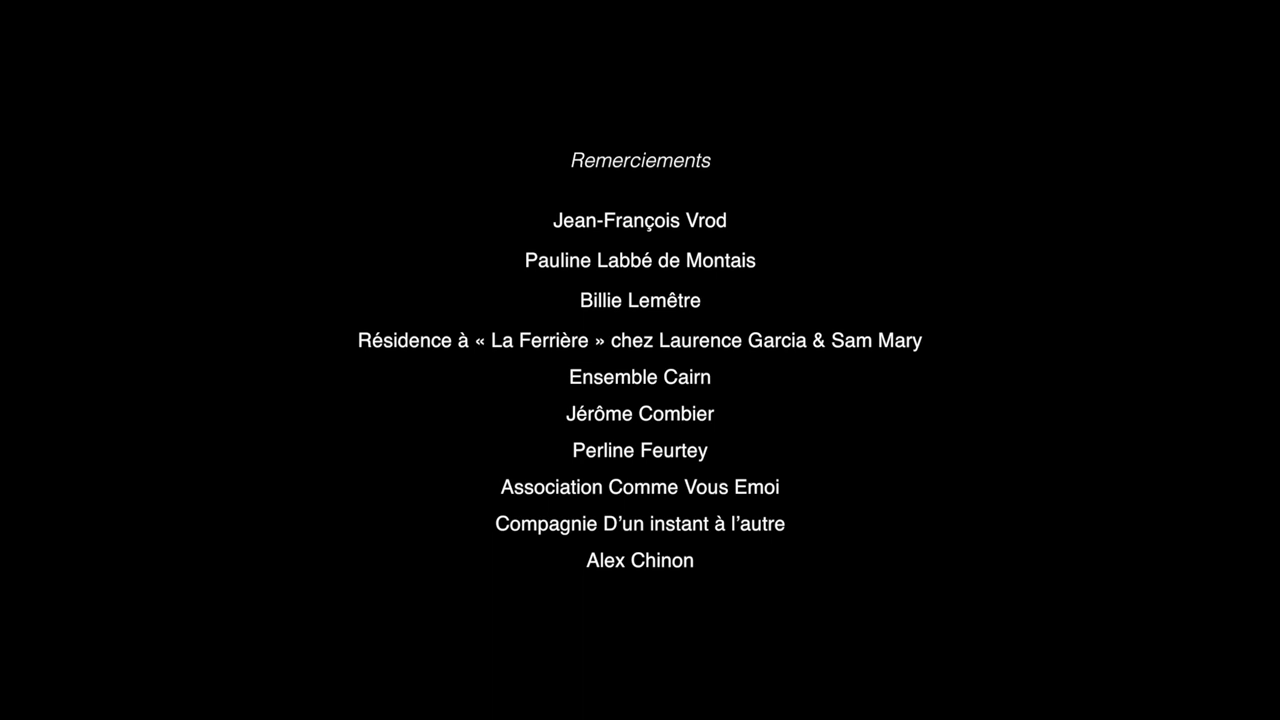 Remerciements
Jean-François Vrod
Pauline Labbé de Montais
Billie Lemêtre
Résidence à « La Ferrière » chez Laurence Garcia & Sam Mary
Ensemble Cairn
Jérôme Combier
Perline Feurtey
Association Comme Vous Emoi
Compagnie D’un instant à l’autre
Alex Chinon